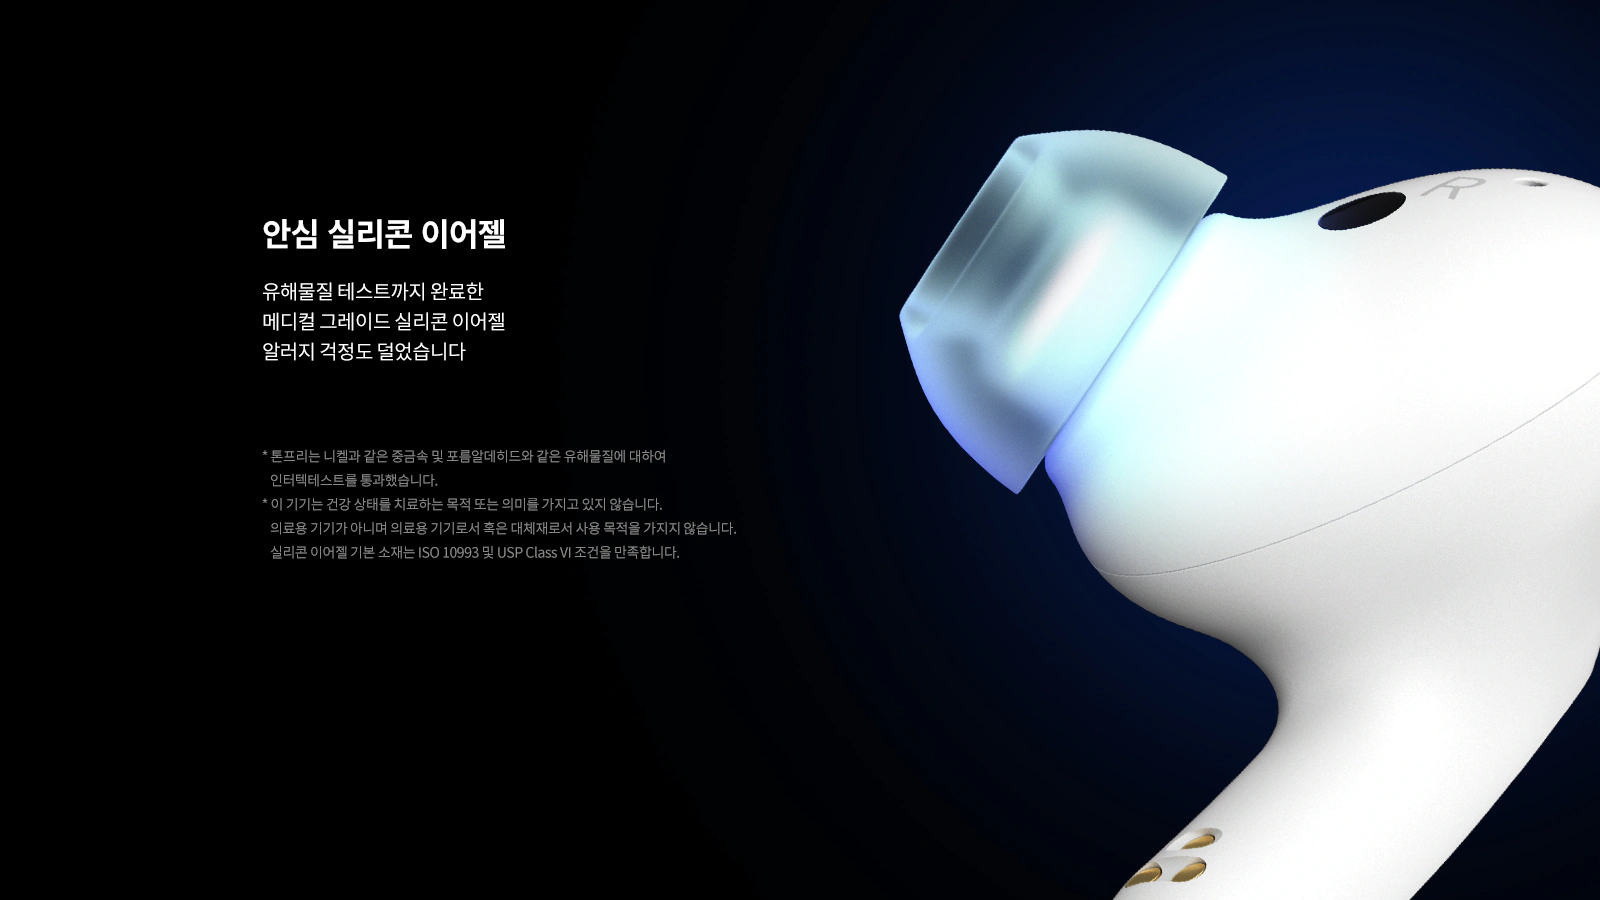 안심 실리콘 이어젤
유해물질 테스트까지 완료한
메디컬 그레이드 실리콘 이어젤
알러지 걱정도 덜었습니다
* 톤프리는 니켈과 같은 중금속 및 포름알데히드와 같은 유해물질에 대하여
인터텍테스트를 통과했습니다.
* 이 기기는 건강 상태를 치료하는 목적 또는 의미를 가지고 있지 않습니다.
의료용 기기가 아니며 의료용 기기로서 혹은 대체재로서 사용 목적을 가지지 않습니다.
실리콘 이어젤 기본 소재는 ISO 10993 및 USP Class VI 조건을 만족합니다.
R